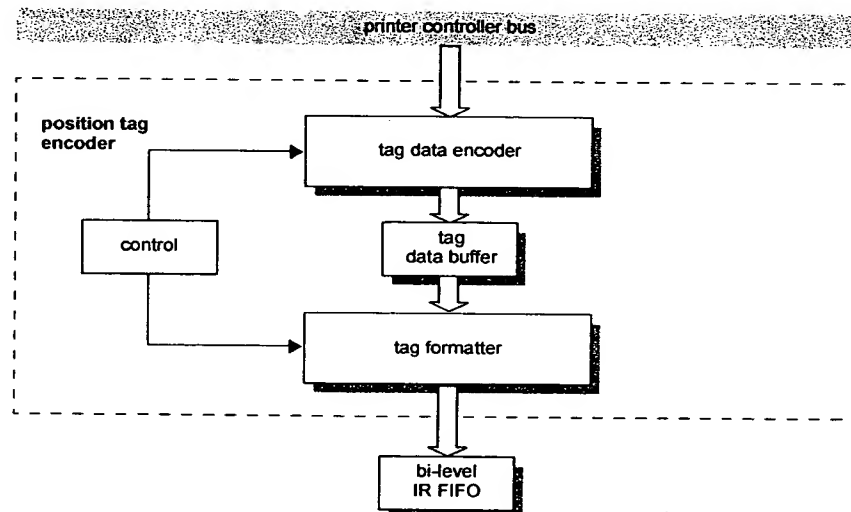 printer controller bus
position tag
encoder
tag data encoder
control
tag
data buffer
tag formatter
bi-level
IR FIFO